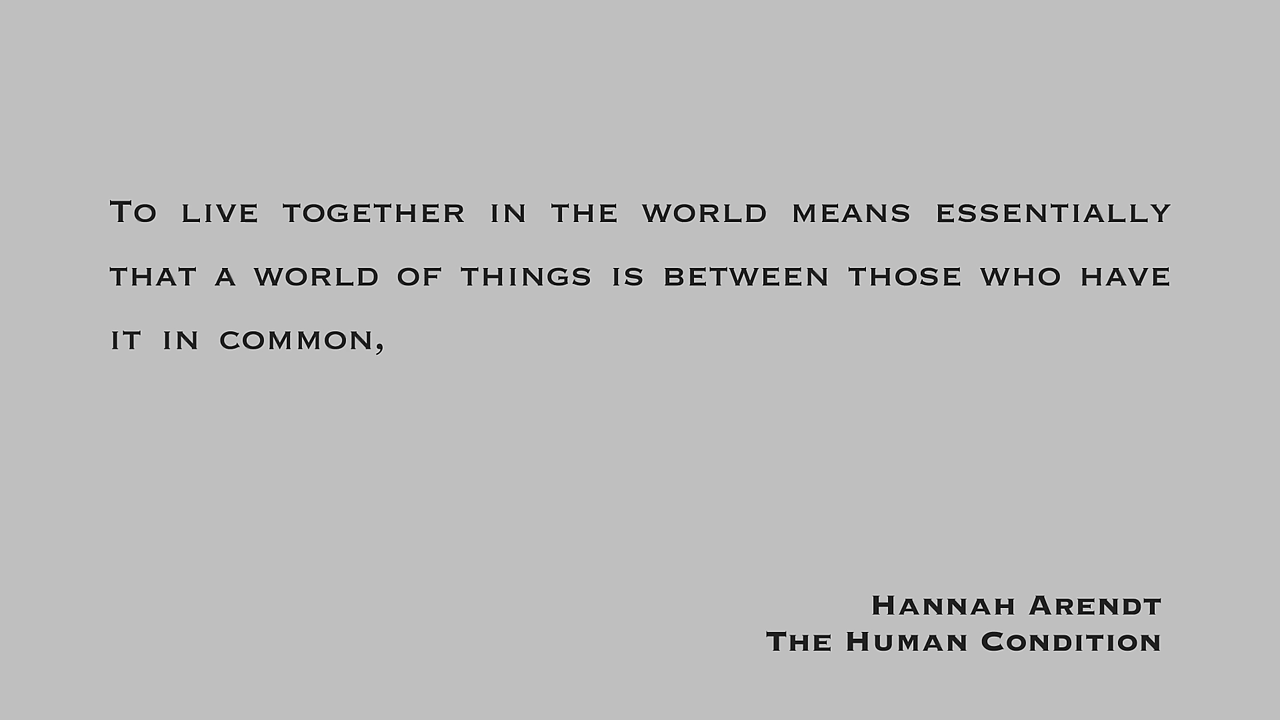 To live together in the world means essentially
that a world of things is between those who have
it in common,
Hannah Arendt
The Human Condition